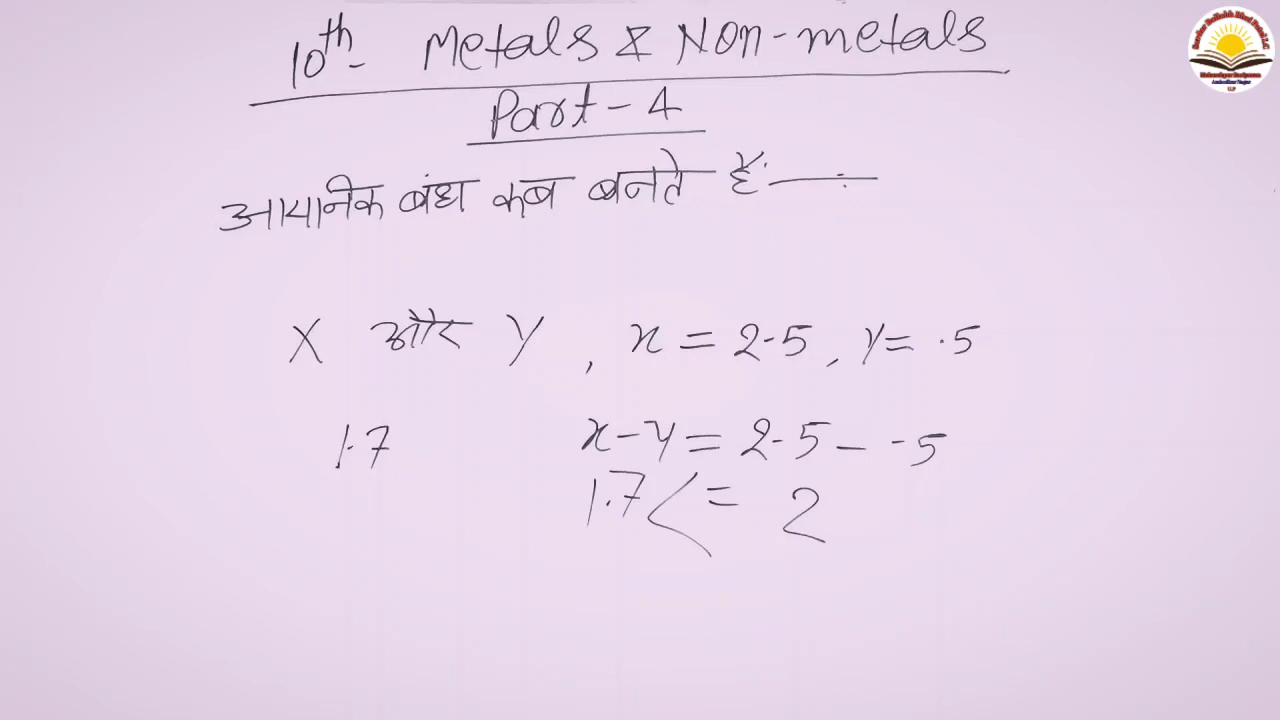 10th- Metals & Non-metals
Part-4
आयानिक बंध कब बनते हैं:—÷
X और Y , x = 2.5 , y = .5
1.7 x-y = 2.5 - .5
1.7 < = 2